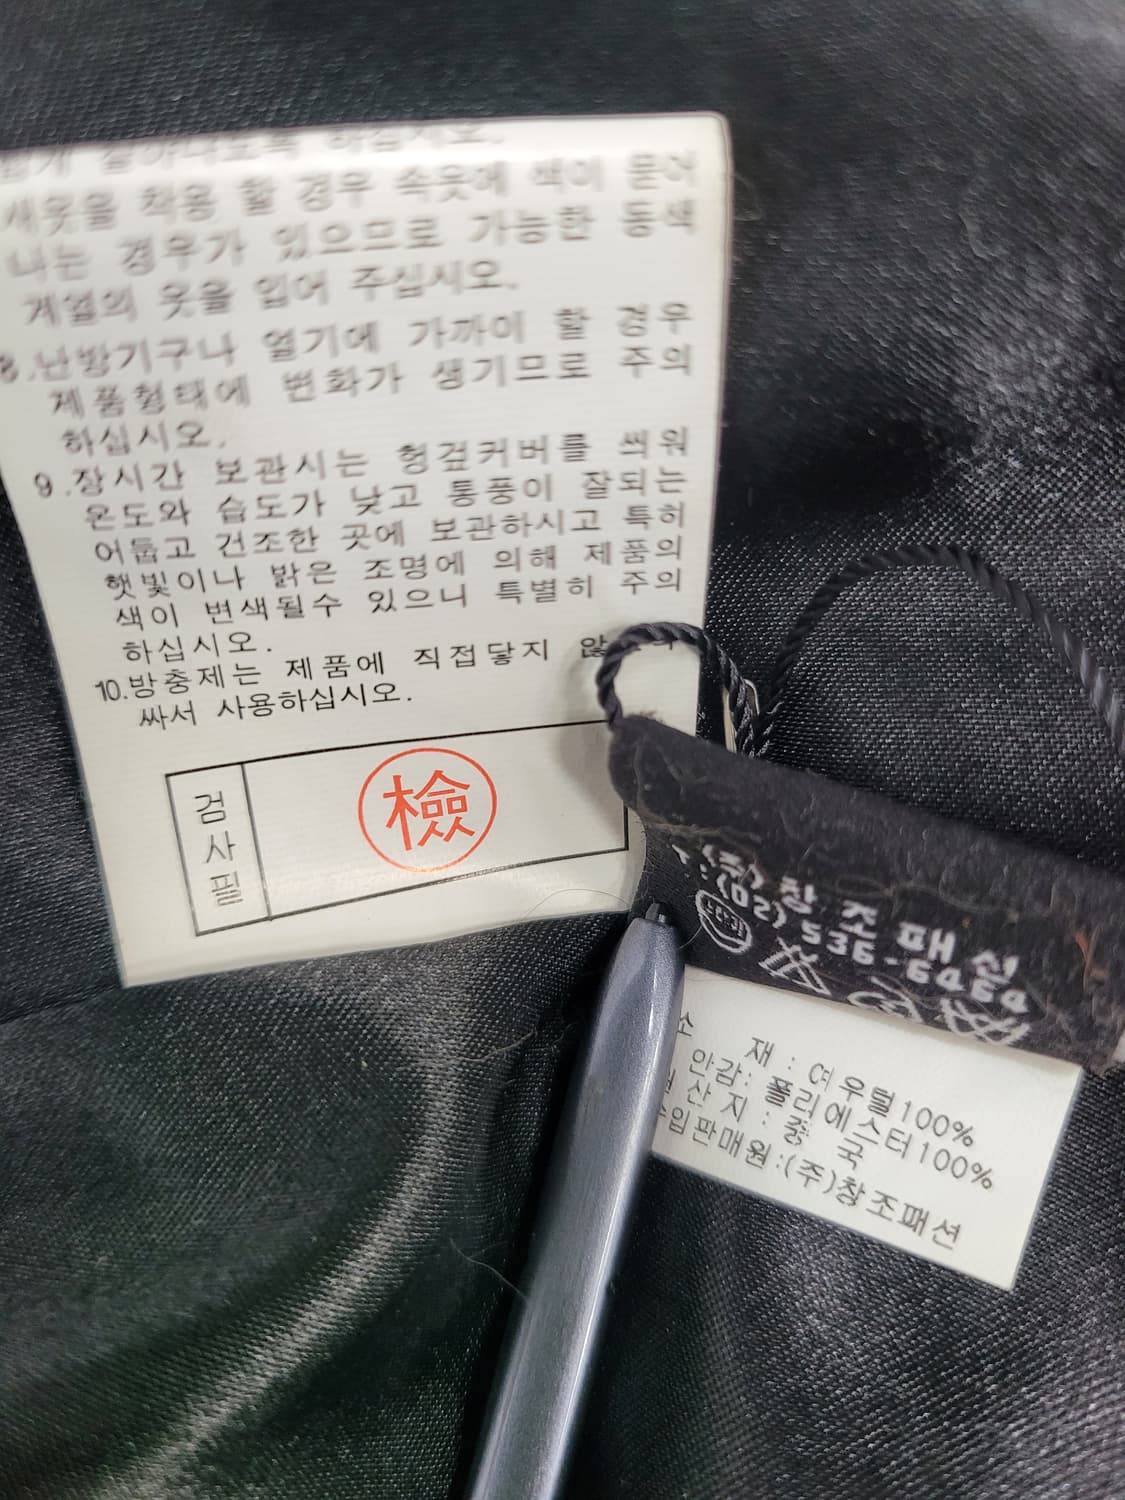 하십시오.
새옷을 착용 할 경우 속옷에 색이 묻어
나는 경우가 있으므로 가능한 동색
계열의 옷을 입어 주십시오.
8.난방기구나 열기에 가까이 할 경우
제품형태에 변화가 생기므로 주의
하십시오.
9.장시간 보관시는 헝겊커버를 씌워
온도와 습도가 낮고 통풍이 잘되는
어둡고 건조한 곳에 보관하시고 특히
햇빛이나 밝은 조명에 의해 제품의
색이 변색될수 있으니 특별히 주의
하십시오.
10.방충제는 제품에 직접닿지
싸서 사용하십시오.
검사필
檢
(주)창조패션
:(02)535-6464
드라이
소 재:여우털100%
안감:폴리에스터100%
산지:중국
입판매원:(주)창조패션